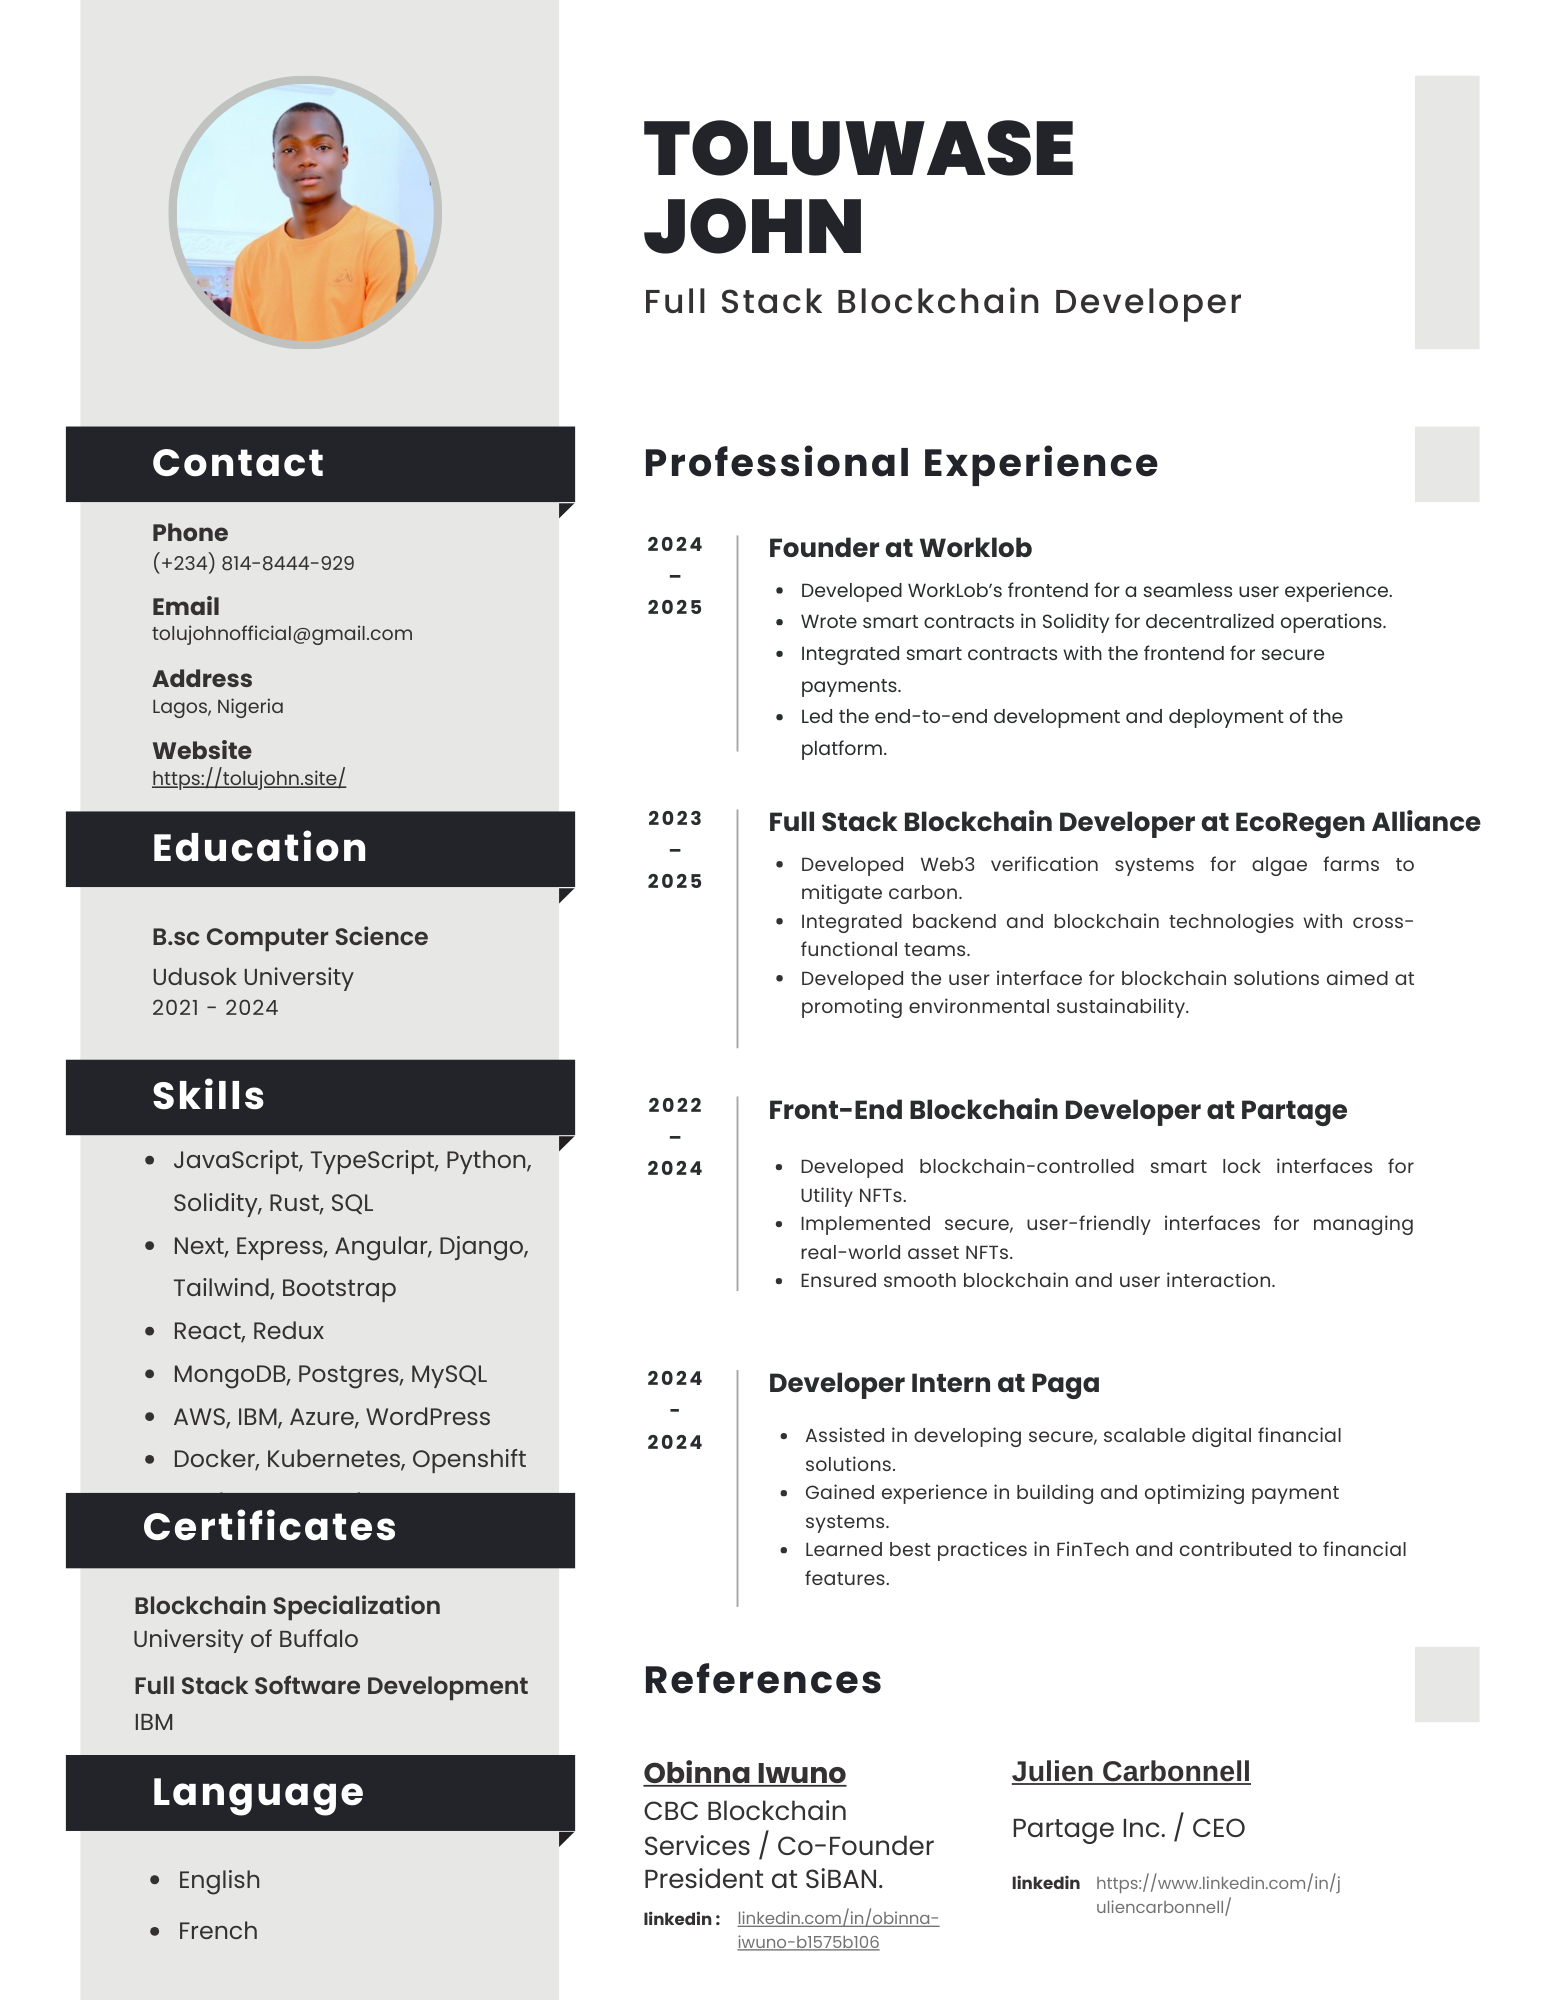 TOLUWASE
JOHN
Full Stack Blockchain Developer
Contact
Phone
(+234) 814-8444-929
Email
tolujohnofficial@gmail.com
Address
Lagos, Nigeria
Website
https://tolujohn.site/
Education
B.sc Computer Science
Udusok University
2021 - 2024
Skills
• JavaScript, TypeScript, Python,
Solidity, Rust, SQL
• Next, Express, Angular, Django,
Tailwind, Bootstrap
• React, Redux
• MongoDB, Postgres, MySQL
• AWS, IBM, Azure, WordPress
• Docker, Kubernetes, Openshift
Certificates
Blockchain Specialization
University of Buffalo
Full Stack Software Development
IBM
Language
• English
• French
Professional Experience
2024
–
2025
Founder at Worklob
• Developed WorkLob’s frontend for a seamless user experience.
• Wrote smart contracts in Solidity for decentralized operations.
• Integrated smart contracts with the frontend for secure
payments.
• Led the end-to-end development and deployment of the
platform.
2023
–
2025
Full Stack Blockchain Developer at EcoRegen Alliance
• Developed Web3 verification systems for algae farms to
mitigate carbon.
• Integrated backend and blockchain technologies with cross-
functional teams.
• Developed the user interface for blockchain solutions aimed at
promoting environmental sustainability.
2022
–
2024
Front-End Blockchain Developer at Partage
• Developed blockchain-controlled smart lock interfaces for
Utility NFTs.
• Implemented secure, user-friendly interfaces for managing
real-world asset NFTs.
• Ensured smooth blockchain and user interaction.
2024
-
2024
Developer Intern at Paga
• Assisted in developing secure, scalable digital financial
solutions.
• Gained experience in building and optimizing payment
systems.
• Learned best practices in FinTech and contributed to financial
features.
References
Obinna Iwuno
CBC Blockchain
Services / Co-Founder
President at SiBAN.
linkedin : linkedin.com/in/obinna-
iwuno-b1575b106
Julien Carbonnell
Partage Inc. / CEO
linkedin https://www.linkedin.com/in/j
uliencarbonnell/